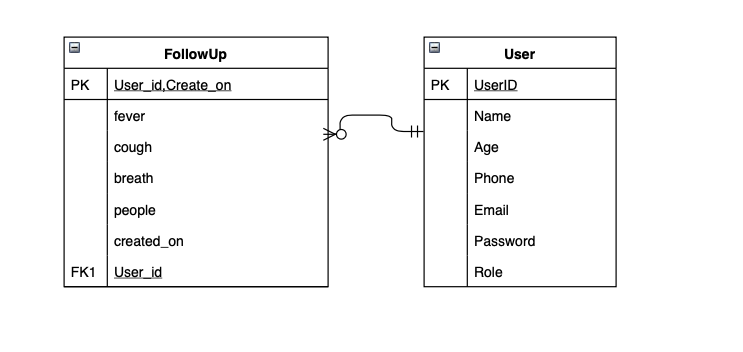 FollowUp
PK User_id,Create_on
fever
cough
breath
people
created_on
FK1 User_id
User
PK UserID
Name
Age
Phone
Email
Password
Role